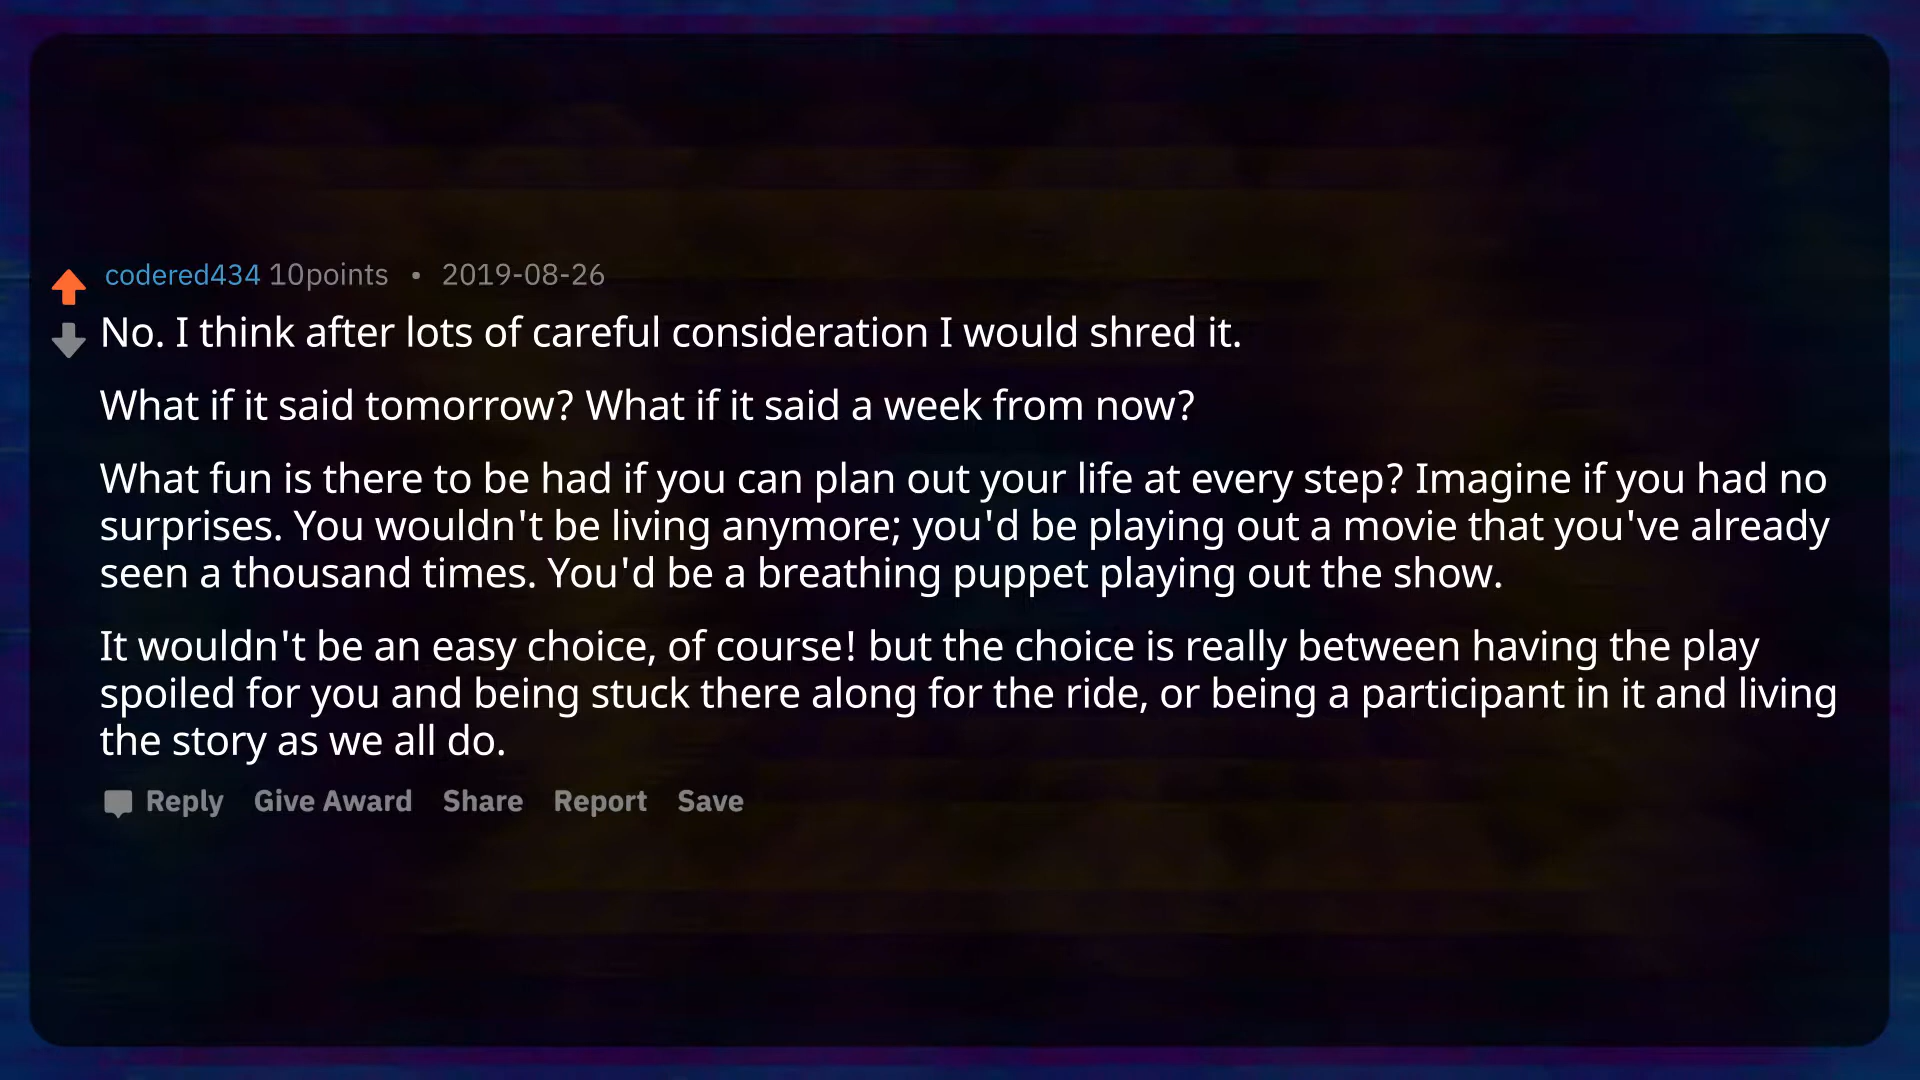 codered434 10points • 2019-08-26
No. I think after lots of careful consideration I would shred it.
What if it said tomorrow? What if it said a week from now?
What fun is there to be had if you can plan out your life at every step? Imagine if you had no
surprises. You wouldn't be living anymore; you'd be playing out a movie that you've already
seen a thousand times. You'd be a breathing puppet playing out the show.
It wouldn't be an easy choice, of course! but the choice is really between having the play
spoiled for you and being stuck there along for the ride, or being a participant in it and living
the story as we all do.
Reply Give Award Share Report Save